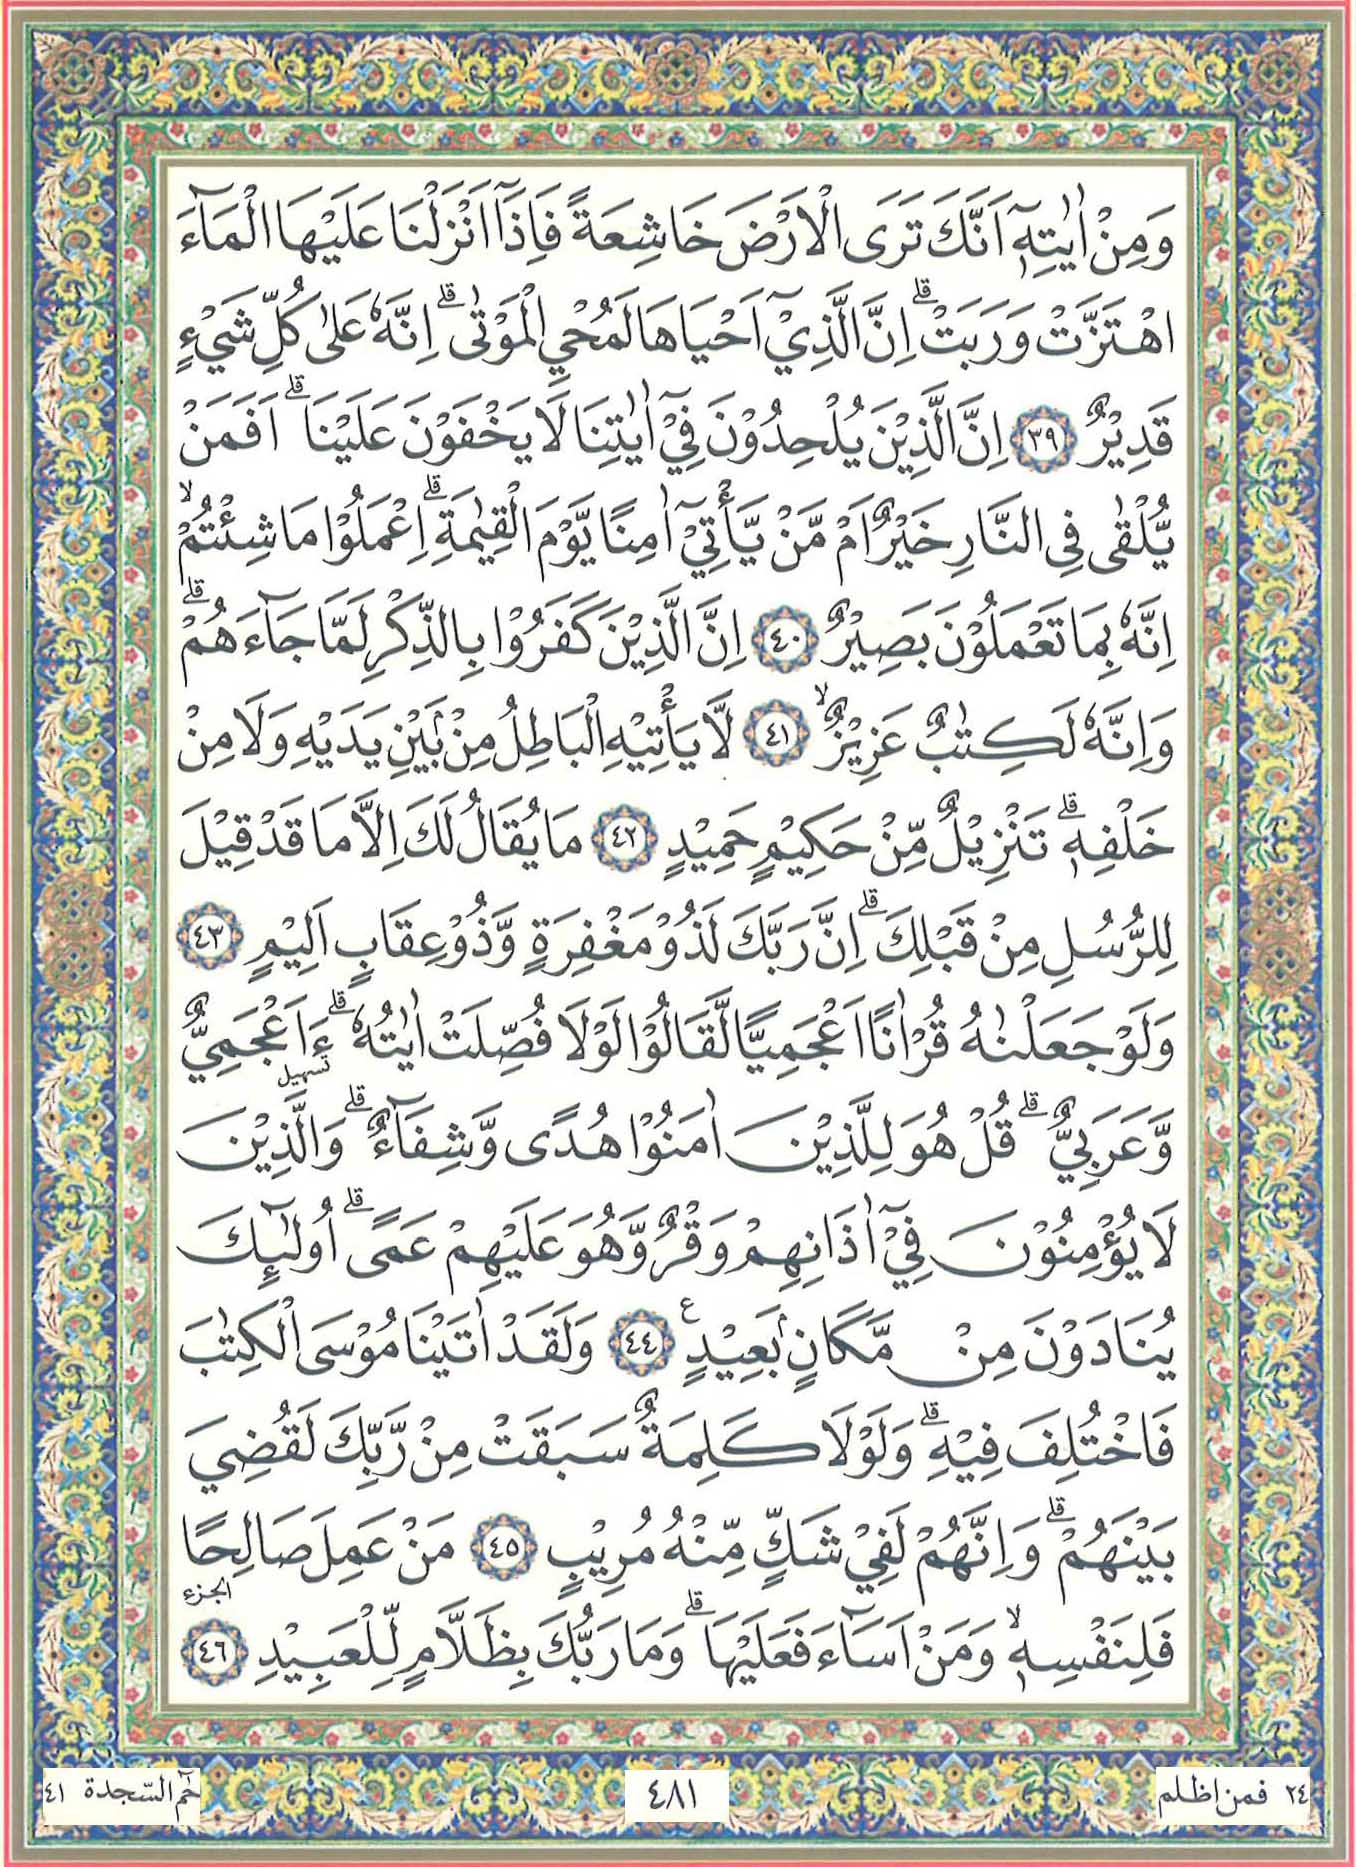 وَمِنْ اٰيٰتِهٖٓ اَنَّكَ تَرَى الْاَرْضَ خَاشِعَةً فَاِذَآ اَنْزَلْنَا عَلَيْهَا الْمَآءَ
اهْتَزَّتْ وَرَبَتْ ۗ اِنَّ الَّذِيْٓ اَحْيَاهَا لَمُحْيِ الْمَوْتٰى ۗ اِنَّهٗ عَلٰى كُلِّ شَيْءٍ
قَدِيْرٌ ٣٩ اِنَّ الَّذِيْنَ يُلْحِدُوْنَ فِيْٓ اٰيٰتِنَا لَا يَخْفَوْنَ عَلَيْنَا ۗ اَفَمَنْ
يُّلْقٰى فِى النَّارِ خَيْرٌ اَمْ مَّنْ يَّأْتِيْٓ اٰمِنًا يَّوْمَ الْقِيٰمَةِ ۗ اِعْمَلُوْا مَا شِئْتُمْ ۙ
اِنَّهٗ بِمَا تَعْمَلُوْنَ بَصِيْرٌ ٤٠ اِنَّ الَّذِيْنَ كَفَرُوْا بِالذِّكْرِ لَمَّا جَآءَهُمْ ۗ
وَاِنَّهٗ لَكِتٰبٌ عَزِيْزٌ ۙ ٤١ لَّا يَأْتِيْهِ الْبَاطِلُ مِنْۢ بَيْنِ يَدَيْهِ وَلَا مِنْ
خَلْفِهٖ ۗ تَنْزِيْلٌ مِّنْ حَكِيْمٍ حَمِيْدٍ ٤٢ مَا يُقَالُ لَكَ اِلَّا مَا قَدْ قِيْلَ
لِلرُّسُلِ مِنْ قَبْلِكَ ۗ اِنَّ رَبَّكَ لَذُوْ مَغْفِرَةٍ وَّذُوْ عِقَابٍ اَلِيْمٍ ٤٣
وَلَوْ جَعَلْنٰهُ قُرْاٰنًا اَعْجَمِيًّا لَّقَالُوْا لَوْلَا فُصِّلَتْ اٰيٰتُهٗ ۗ ءَاَعْجَمِيٌّ
تسهيل
وَّعَرَبِيٌّ ۗ قُلْ هُوَ لِلَّذِيْنَ اٰمَنُوْا هُدًى وَّشِفَآءٌ ۗ وَالَّذِيْنَ
لَا يُؤْمِنُوْنَ فِيْٓ اٰذَانِهِمْ وَقْرٌ وَّهُوَ عَلَيْهِمْ عَمًى ۗ اُولٰٓئِكَ
يُنَادَوْنَ مِنْ مَّكَانٍۢ بَعِيْدٍ ع ٤٤ وَلَقَدْ اٰتَيْنَا مُوْسَى الْكِتٰبَ
فَاخْتُلِفَ فِيْهِ ۗ وَلَوْلَا كَلِمَةٌ سَبَقَتْ مِنْ رَّبِّكَ لَقُضِيَ
بَيْنَهُمْ ۗ وَاِنَّهُمْ لَفِيْ شَكٍّ مِّنْهُ مُرِيْبٍ ٤٥ مَنْ عَمِلَ صَالِحًا
الجزء
فَلِنَفْسِهٖ ۙ وَمَنْ اَسَآءَ فَعَلَيْهَا ۗ وَمَا رَبُّكَ بِظَلَّامٍ لِّلْعَبِيْدِ ٤٦
٢٤ فمن اظلم
٤٨١
حٰمٓ السّجدة ٤١